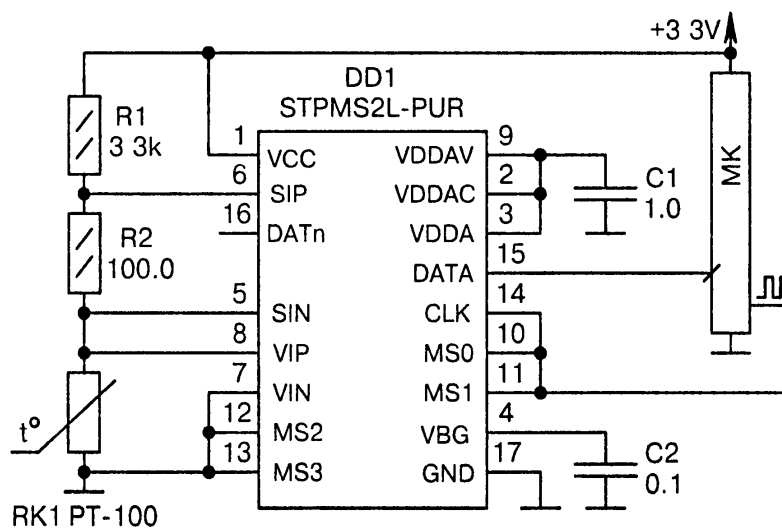 +3 3V
DD1
STPMS2L-PUR
R1
3 3k
1 VCC VDDAV 9
6 SIP VDDAC 2
16 DATn VDDA 3
C1
1.0
MK
R2
100.0
DATA 15
5 SIN CLK 14
8 VIP MS0 10
7 VIN MS1 11
12 MS2 VBG 4
13 MS3 GND 17
t°
C2
0.1
RK1 PT-100